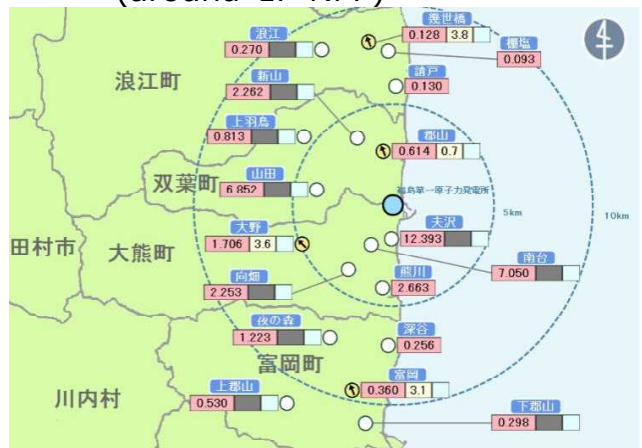 (around 1F NPP)
幾世橋
0.128 3.8
浪江
0.270
棚塩
0.093
新山
2.262
請戸
0.130
浪江町
上羽鳥
0.813
郡山
0.614 0.7
山田
6.852
双葉町
福島第一原子力発電所
5km
10km
大野
1.706 3.6
夫沢
12.393
田村市
大熊町
南台
7.050
向畑
2.253
熊川
2.663
夜の森
1.223
深谷
0.256
富岡町
富岡
0.360 3.1
川内村
上郡山
0.530
下郡山
0.298